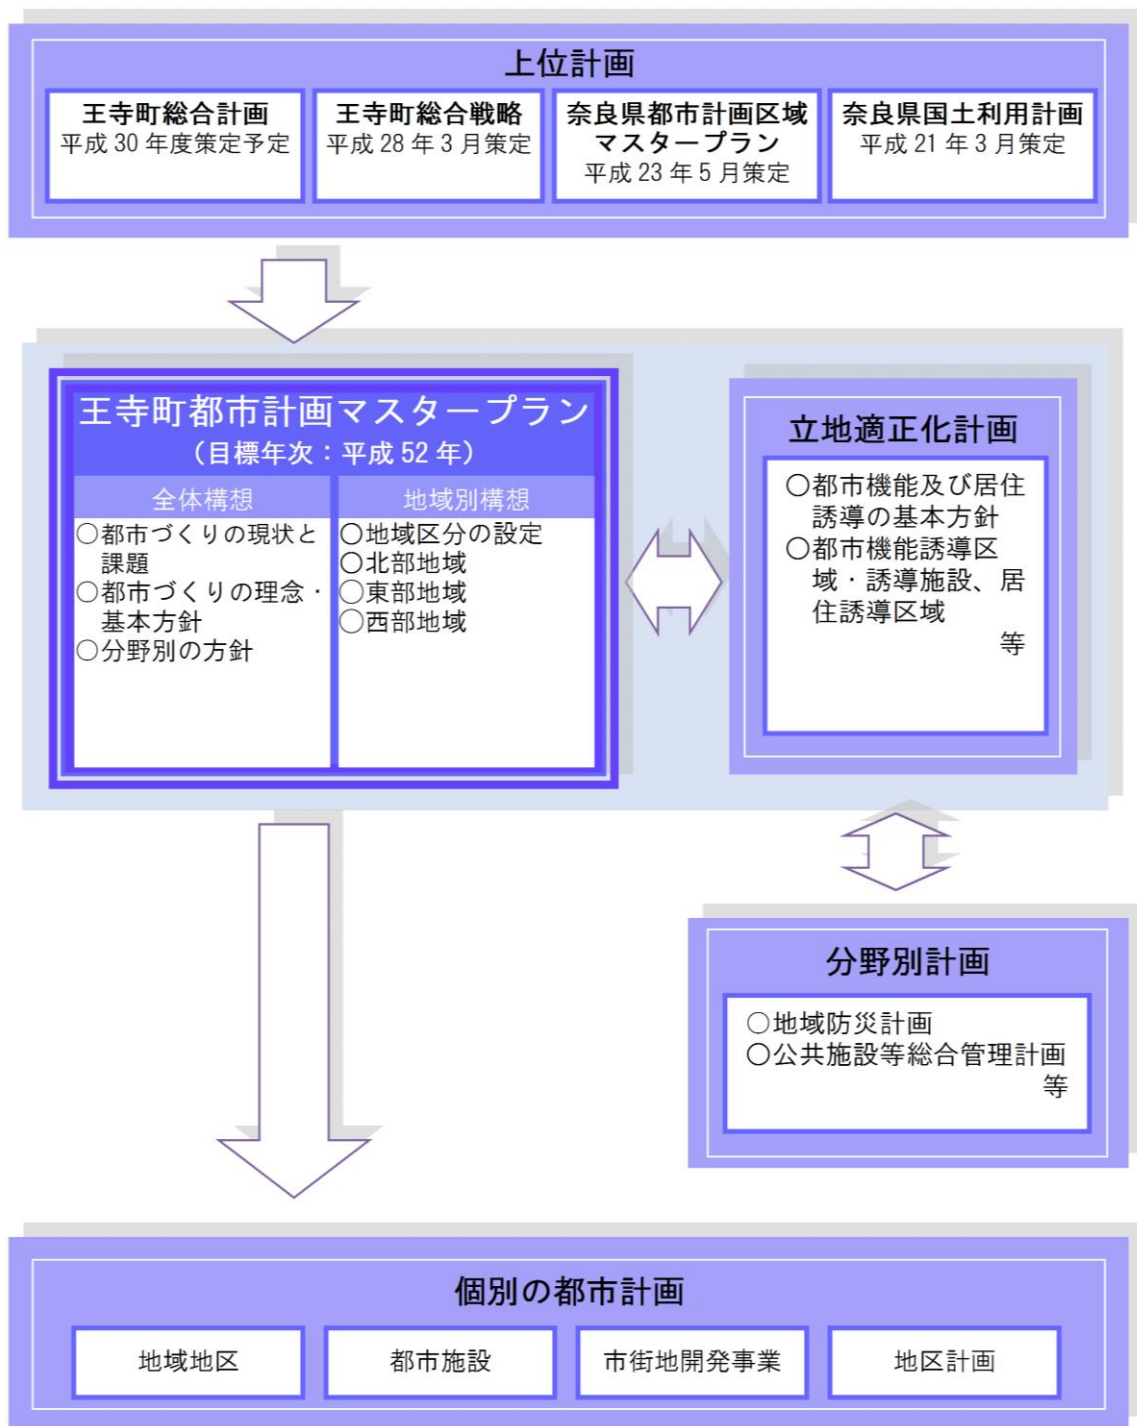 上位計画
王寺町総合計画
平成 30 年度策定予定
王寺町総合戦略
平成 28 年 3 月策定
奈良県都市計画区域
マスタープラン
平成 23 年 5 月策定
奈良県国土利用計画
平成 21 年 3 月策定
王寺町都市計画マスタープラン
(目標年次：平成 52 年)
全体構想
○都市づくりの現状と
課題
○都市づくりの理念・
基本方針
○分野別の方針
地域別構想
○地域区分の設定
○北部地域
○東部地域
○西部地域
立地適正化計画
○都市機能及び居住
誘導の基本方針
○都市機能誘導区
域・誘導施設、居
住誘導区域
等
分野別計画
○地域防災計画
○公共施設等総合管理計画
等
個別の都市計画
地域地区
都市施設
市街地開発事業
地区計画